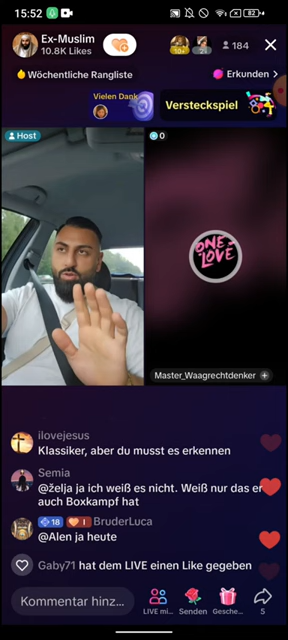 15:52
82
Ex-Muslim
10.8K Likes
184
Wöchentliche Rangliste
Erkunden >
Vielen Dank
Versteckspiel
Host
0
ONE-
LOVE
Master_Waagrechtdenker +
ilovejesus
Klassiker, aber du musst es erkennen
Semia
@želja ja ich weiß es nicht. Weiß nur das er
auch Boxkampf hat
18 1 BruderLuca
@Alen ja heute
Gaby71 hat dem LIVE einen Like gegeben
Kommentar hinz...
LIVE mi...
Senden
Gesche...
5